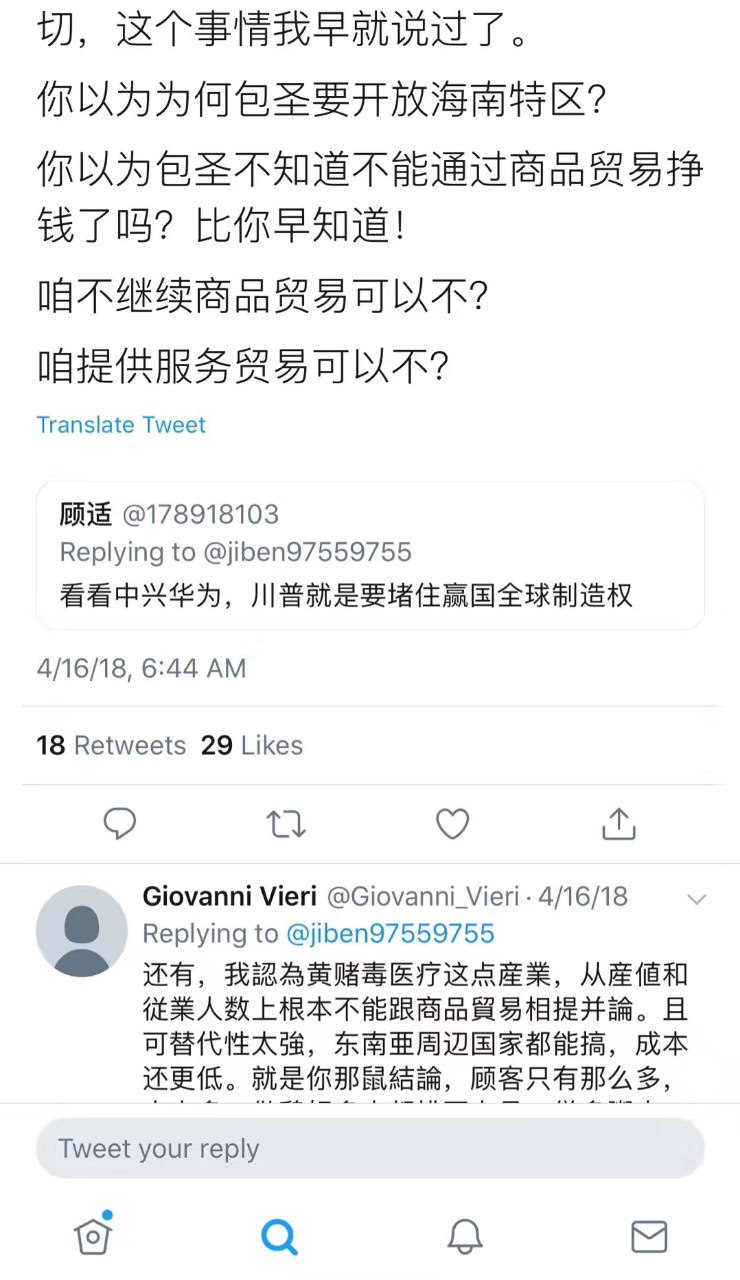 切，这个事情我早就说过了。
你以为为何包圣要开放海南特区？
你以为包圣不知道不能通过商品贸易挣
钱了吗？比你早知道！
咱不继续商品贸易可以不？
咱提供服务贸易可以不？
Translate Tweet
顾适 @178918103
Replying to @jiben97559755
看看中兴华为，川普就是要堵住赢国全球制造权
4/16/18, 6:44 AM
18 Retweets 29 Likes
Giovanni Vieri @Giovanni_Vieri · 4/16/18
Replying to @jiben97559755
还有，我認為黄赌毒医疗这点産業，从産値和
従業人数上根本不能跟商品貿易相提并論。且
可替代性太強，东南亜周辺国家都能搞，成本
还更低。就是你那鼠結論，顾客只有那么多，
Tweet your reply